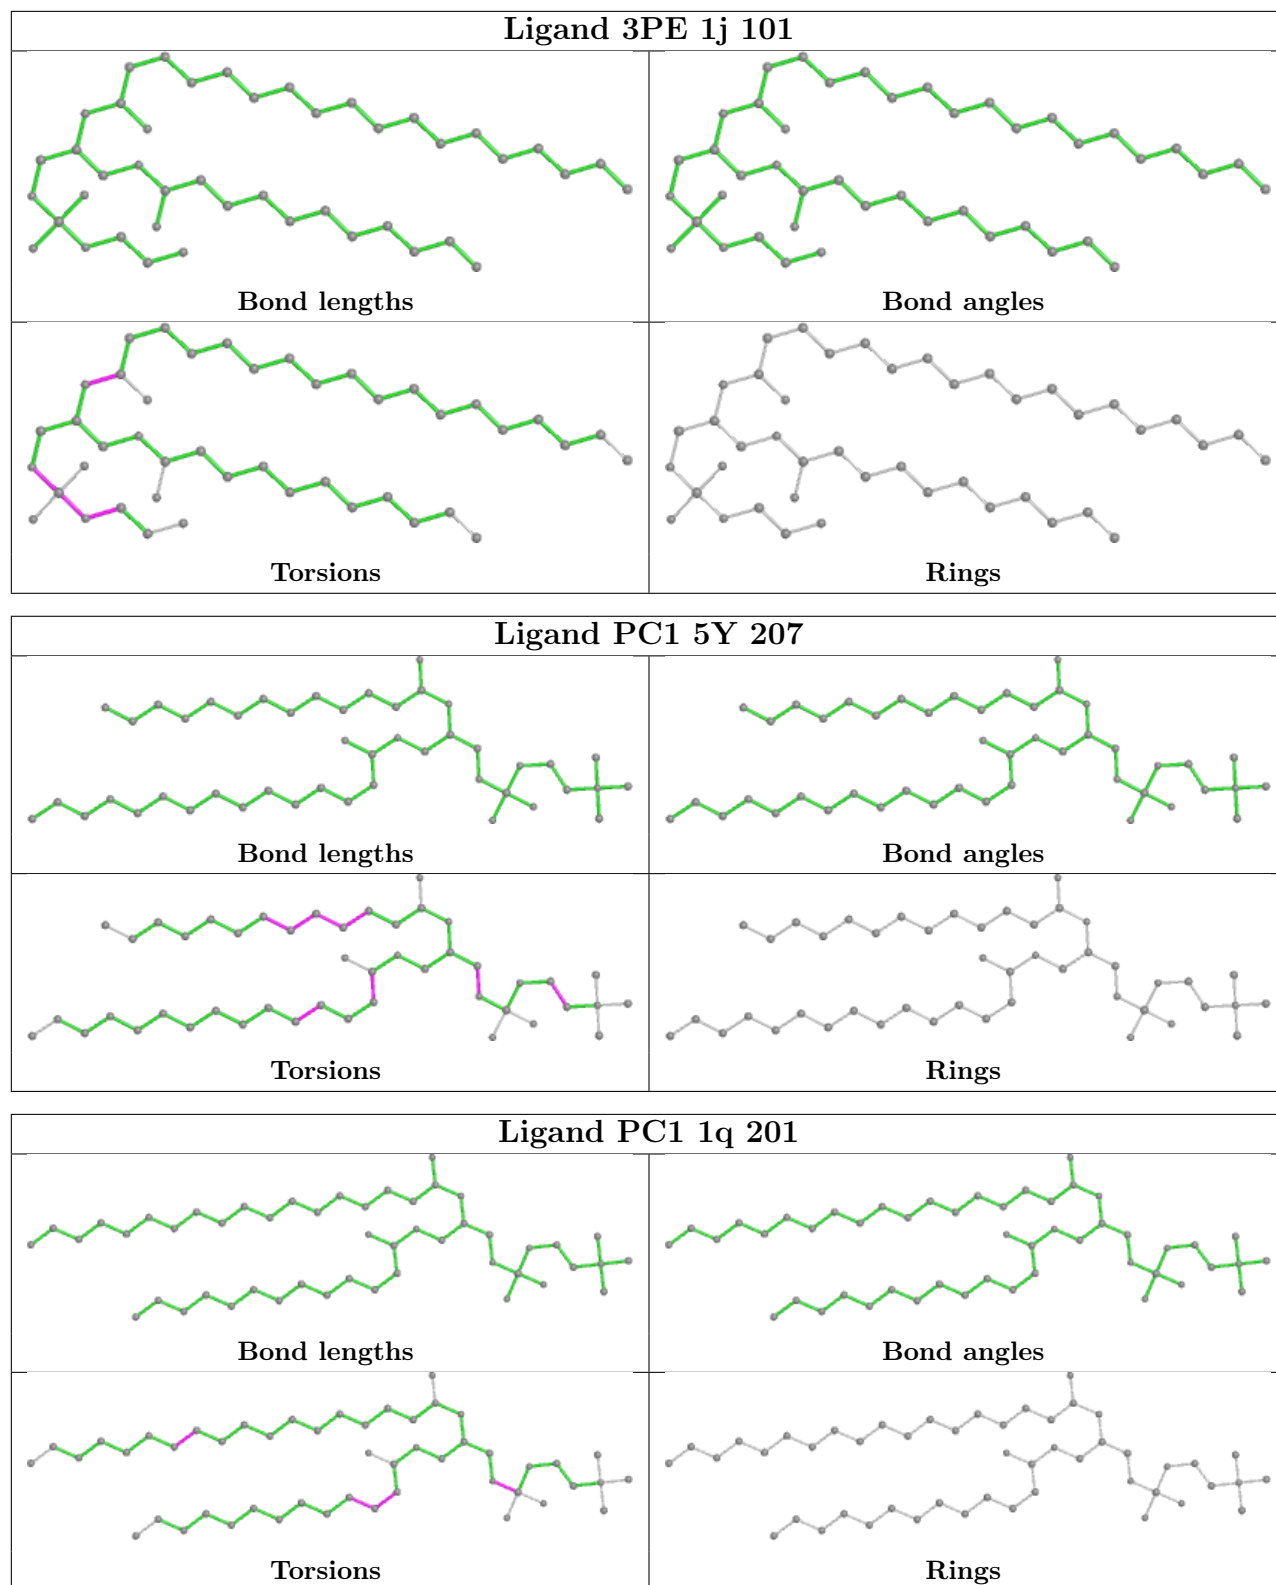 Ligand 3PE 1j 101
Bond lengths Bond angles
Torsions Rings
Ligand PC1 5Y 207
Bond lengths Bond angles
Torsions Rings
Ligand PC1 1q 201
Bond lengths Bond angles
Torsions Rings